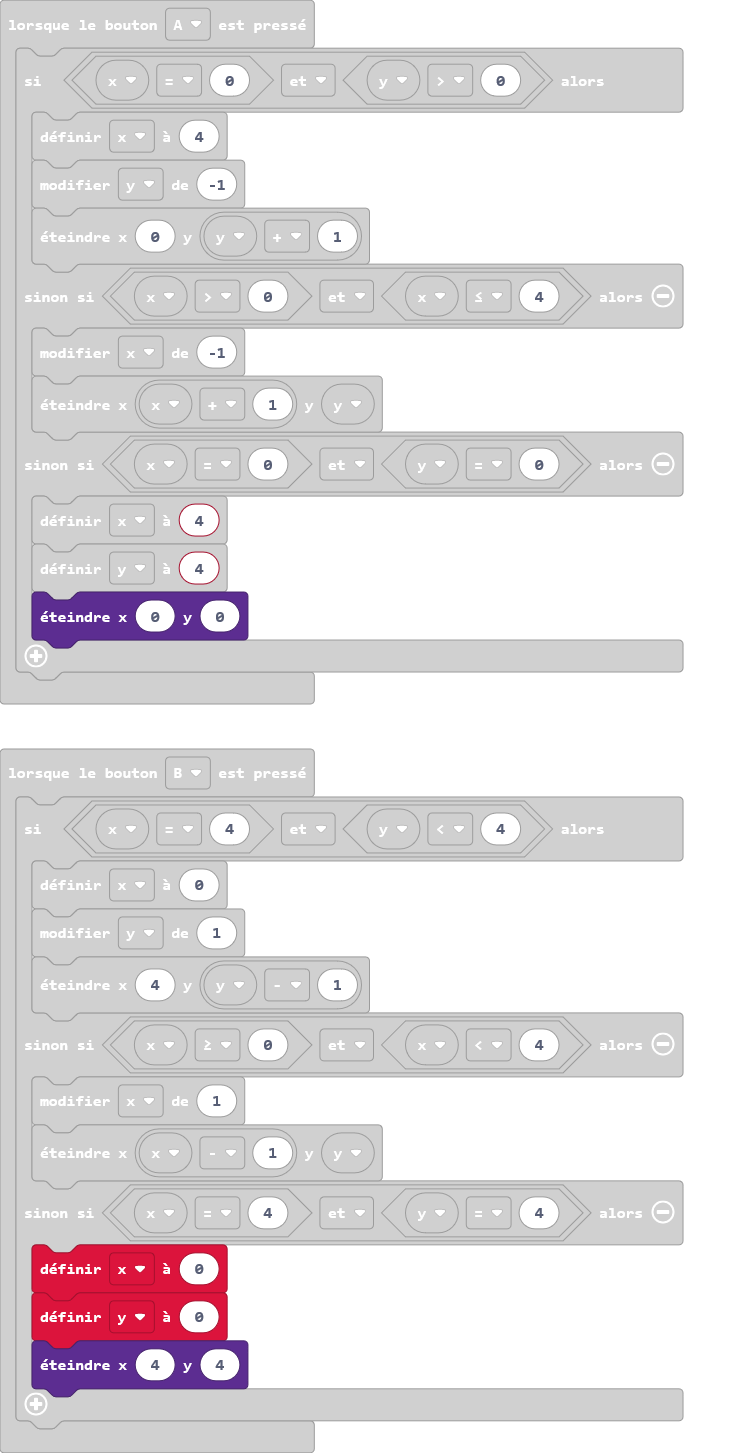 lorsque le bouton A est pressé
si x = 0 et y > 0 alors
définir x à 4
modifier y de -1
éteindre x 0 y y + 1
sinon si x > 0 et x ≤ 4 alors
modifier x de -1
éteindre x x + 1 y y
sinon si x = 0 et y = 0 alors
définir x à 4
définir y à 4
éteindre x 0 y 0
lorsque le bouton B est pressé
si x = 4 et y < 4 alors
définir x à 0
modifier y de 1
éteindre x 4 y y - 1
sinon si x ≥ 0 et x < 4 alors
modifier x de 1
éteindre x x - 1 y y
sinon si x = 4 et y = 4 alors
définir x à 0
définir y à 0
éteindre x 4 y 4